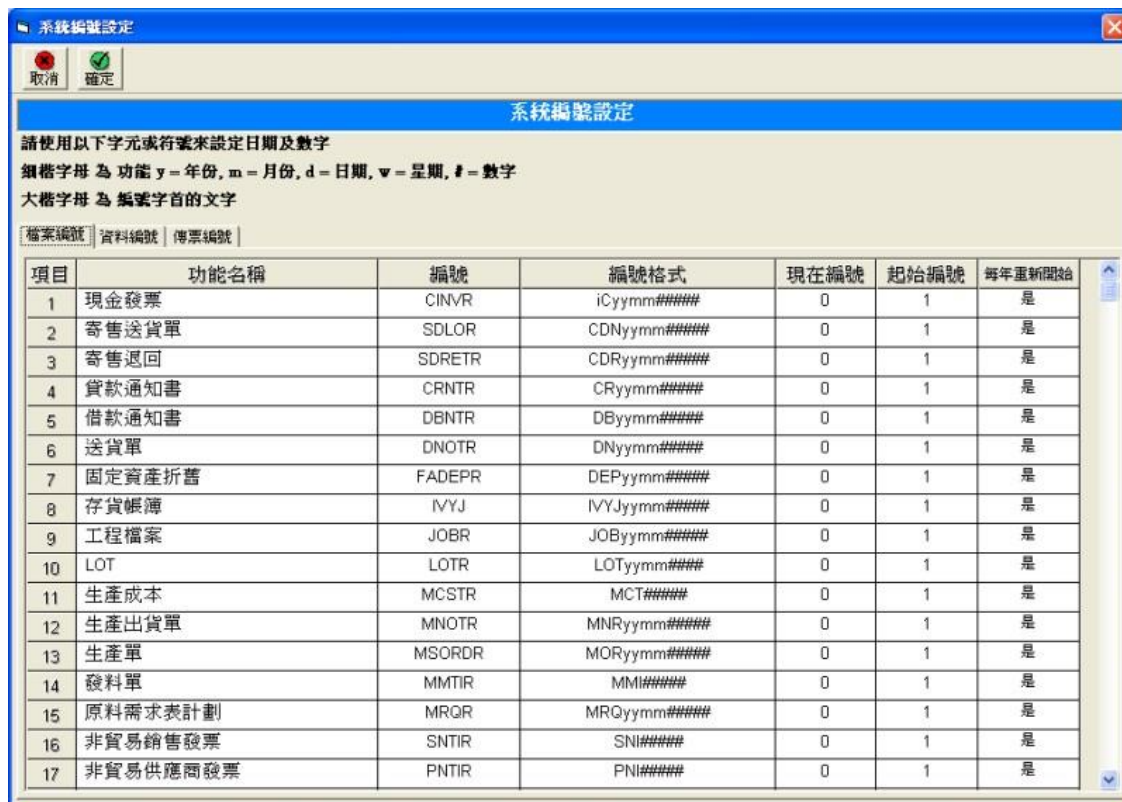 系統編號設定
取消 確定
系統編號設定
請使用以下字元或符號來設定日期及數字
細楷字母 為 功能 y = 年份, m = 月份, d = 日期, w = 星期, # = 數字
大楷字母 為 編號字首的文字
檔案編號 資料編號 傳票編號
項目 功能名稱 編號 編號格式 現在編號 起始編號 每年重新開始
1 現金發票 CINVR iCyymm##### 0 1 是
2 寄售送貨單 SDLOR CDNyymm##### 0 1 是
3 寄售退回 SDRETR CDRyymm##### 0 1 是
4 貸款通知書 CRNTR CRyymm##### 0 1 是
5 借款通知書 DBNTR DByymm##### 0 1 是
6 送貨單 DNOTR DNyymm##### 0 1 是
7 固定資產折舊 FADEPR DEPyymm##### 0 1 是
8 存貨帳簿 IVYJ IVYJyymm##### 0 1 是
9 工程檔案 JOBR JOByymm##### 0 1 是
10 LOT LOTR LOTyymm##### 0 1 是
11 生產成本 MCSTR MCT##### 0 1 是
12 生產出貨單 MNOTR MNRyymm##### 0 1 是
13 生產單 MSORDR MORyymm##### 0 1 是
14 發料單 MMTIR MMI##### 0 1 是
15 原料需求表計劃 MRQR MRQyymm##### 0 1 是
16 非貿易銷售發票 SNTIR SNI##### 0 1 是
17 非貿易供應商發票 PNTIR PNI##### 0 1 是